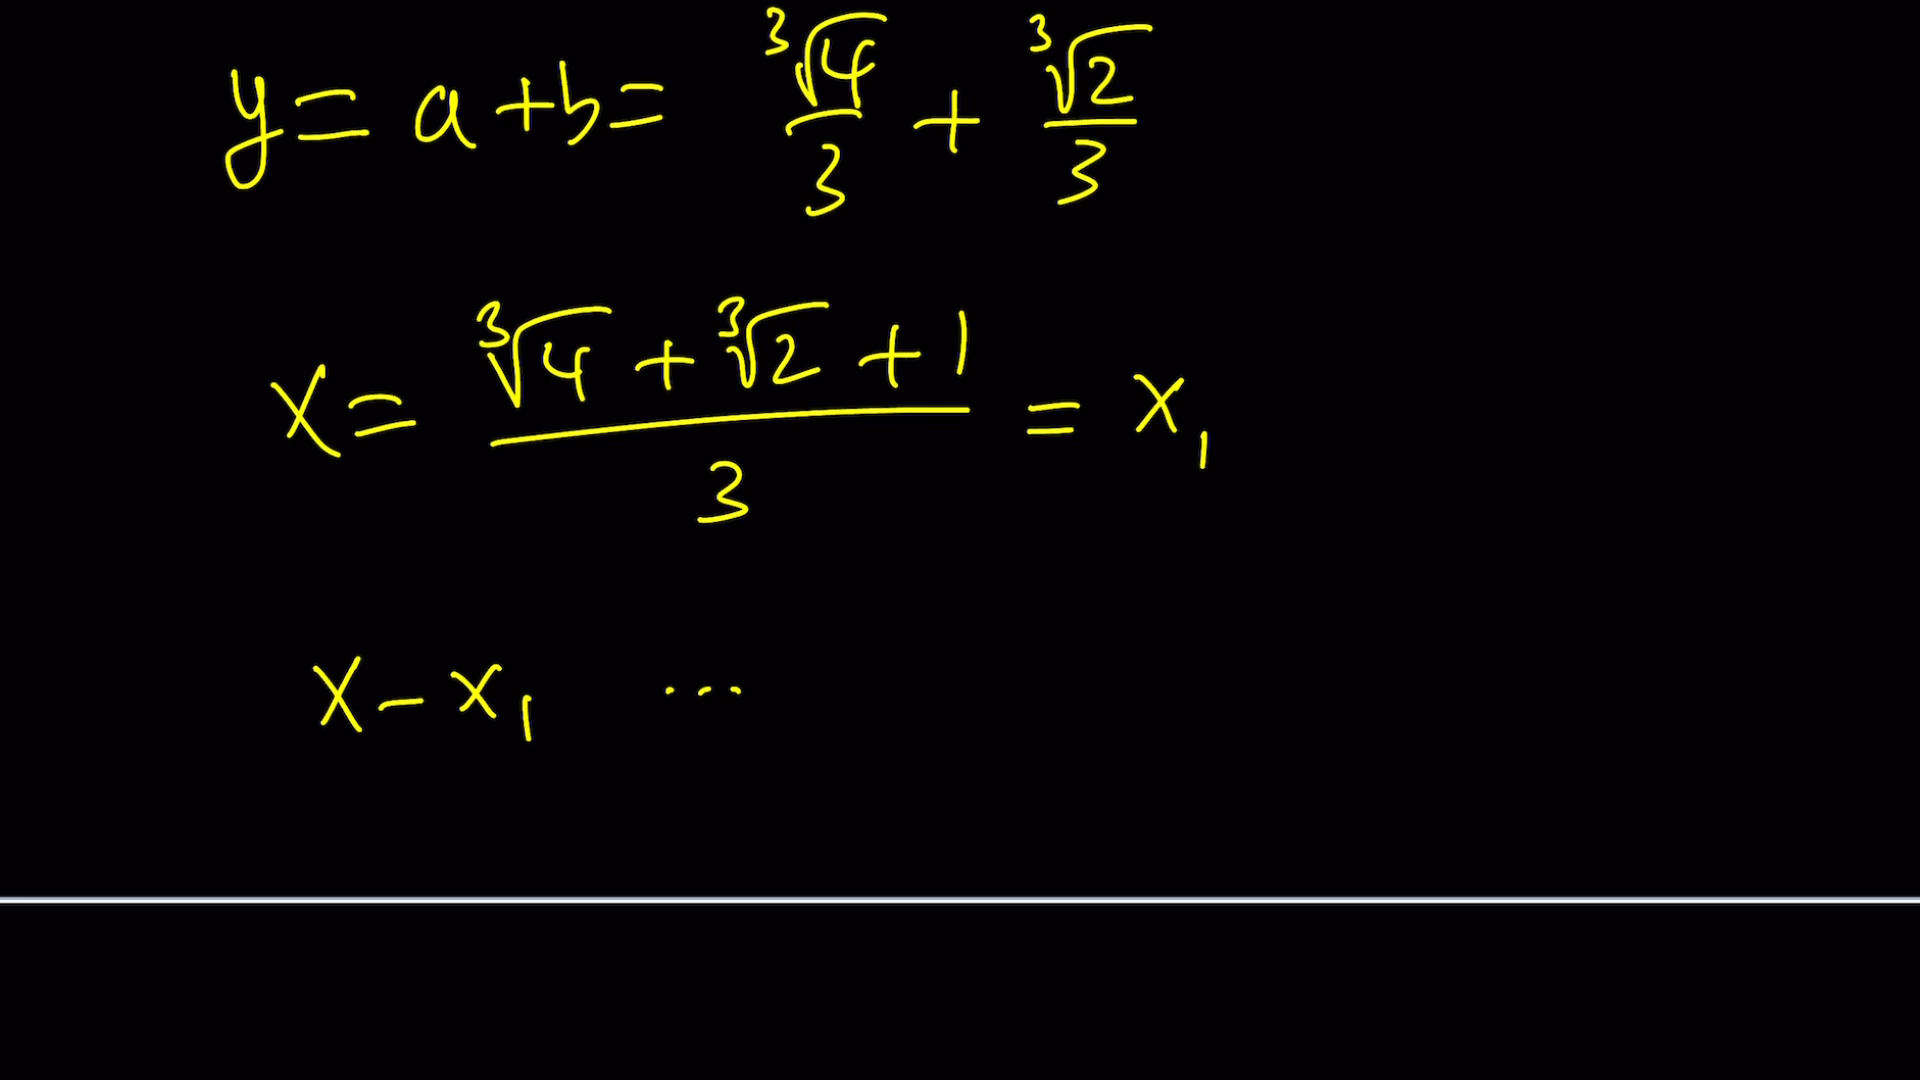 y = a + b = ∛4/3 + ∛2/3
x = (∛4 + ∛2 + 1)/3 = x₁
x - x₁ ...